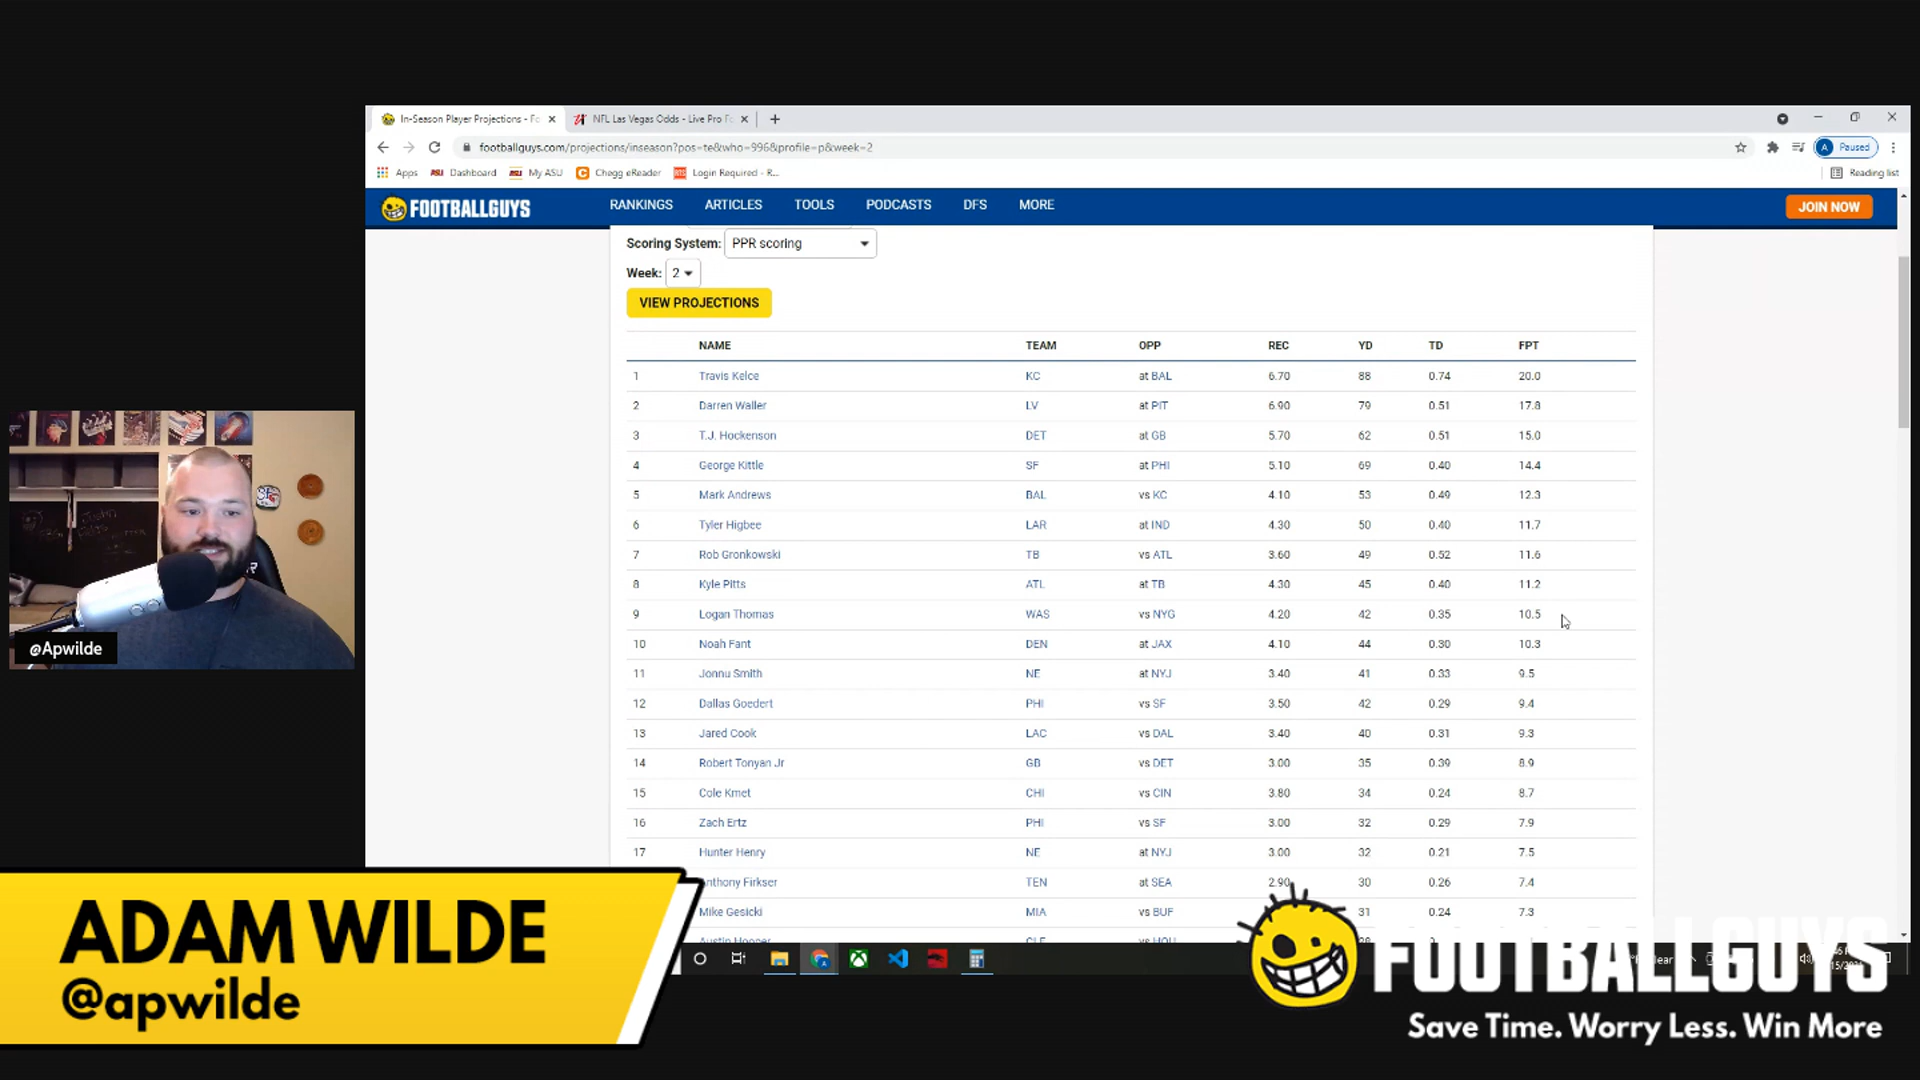 In-Season Player Projections - Fo
NFL Las Vegas Odds - Live Pro F
footballguys.com/projections/inseason?pos=te&who=996&profile=p&week=2
A Paused
Apps ASU Dashboard ASU My ASU C Chegg eReader RTS Login Required - R... Reading list
FOOTBALLGUYS RANKINGS ARTICLES TOOLS PODCASTS DFS MORE JOIN NOW
Scoring System: PPR scoring
Week: 2
VIEW PROJECTIONS
NAME TEAM OPP REC YD TD FPT
1 Travis Kelce KC at BAL 6.70 88 0.74 20.0
2 Darren Waller LV at PIT 6.90 79 0.51 17.8
3 T.J. Hockenson DET at GB 5.70 62 0.51 15.0
4 George Kittle SF at PHI 5.10 69 0.40 14.4
5 Mark Andrews BAL vs KC 4.10 53 0.49 12.3
6 Tyler Higbee LAR at IND 4.30 50 0.40 11.7
7 Rob Gronkowski TB vs ATL 3.60 49 0.52 11.6
8 Kyle Pitts ATL at TB 4.30 45 0.40 11.2
9 Logan Thomas WAS vs NYG 4.20 42 0.35 10.5
10 Noah Fant DEN at JAX 4.10 44 0.30 10.3
11 Jonnu Smith NE at NYJ 3.40 41 0.33 9.5
12 Dallas Goedert PHI vs SF 3.50 42 0.29 9.4
13 Jared Cook LAC vs DAL 3.40 40 0.31 9.3
14 Robert Tonyan Jr GB vs DET 3.00 35 0.39 8.9
15 Cole Kmet CHI vs CIN 3.80 34 0.24 8.7
16 Zach Ertz PHI vs SF 3.00 32 0.29 7.9
17 Hunter Henry NE at NYJ 3.00 32 0.21 7.5
nthony Firkser TEN at SEA 2.90 30 0.26 7.4
Mike Gesicki MIA vs BUF 31 0.24 7.3
Austin Hooper CLE vs HOU
@Apwilde
ADAM WILDE
@apwilde
FOOTBALLGUYS
Save Time. Worry Less. Win More